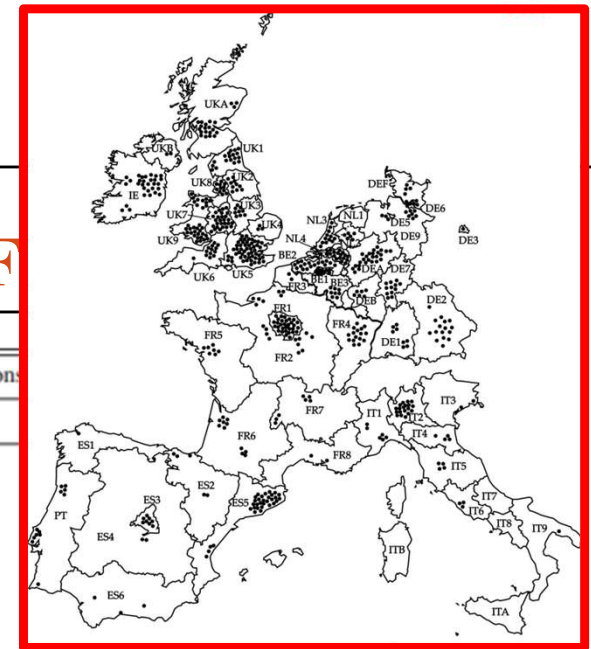 UKA
UKB
UK1
IE
UK8
UK2
UK7
UK3
UK9
UK4
UK6
UK5
DEF
NL3
NL1
DE6
DE5
NL4
DE9
DE3
BE2
DEA
DE7
BE1
BE3
FR3
DEB
DE2
FR1
FR4
FR5
DE1
FR2
F
ons
FR7
IT1
IT2
IT3
IT4
ES1
FR6
FR8
IT5
ES2
ES3
ES5
IT7
IT6
PT
IT8
IT9
ES4
ITB
ES6
ITA